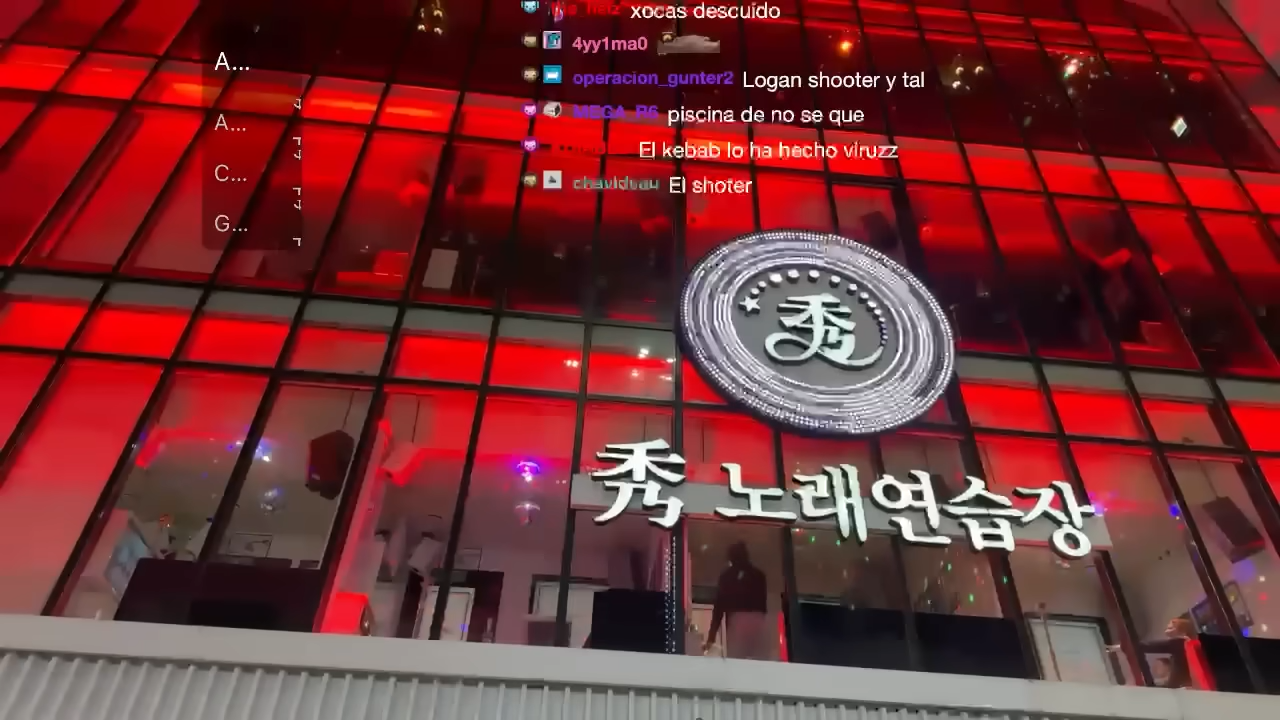 xocas descuido
A...
4yy1ma0
operacion_gunter2 Logan shooter y tal
MEGA_R6 piscina de no se que
A...
El kebab lo ha hecho viruzz
C...
El shoter
G...
秀
秀 노래연습장